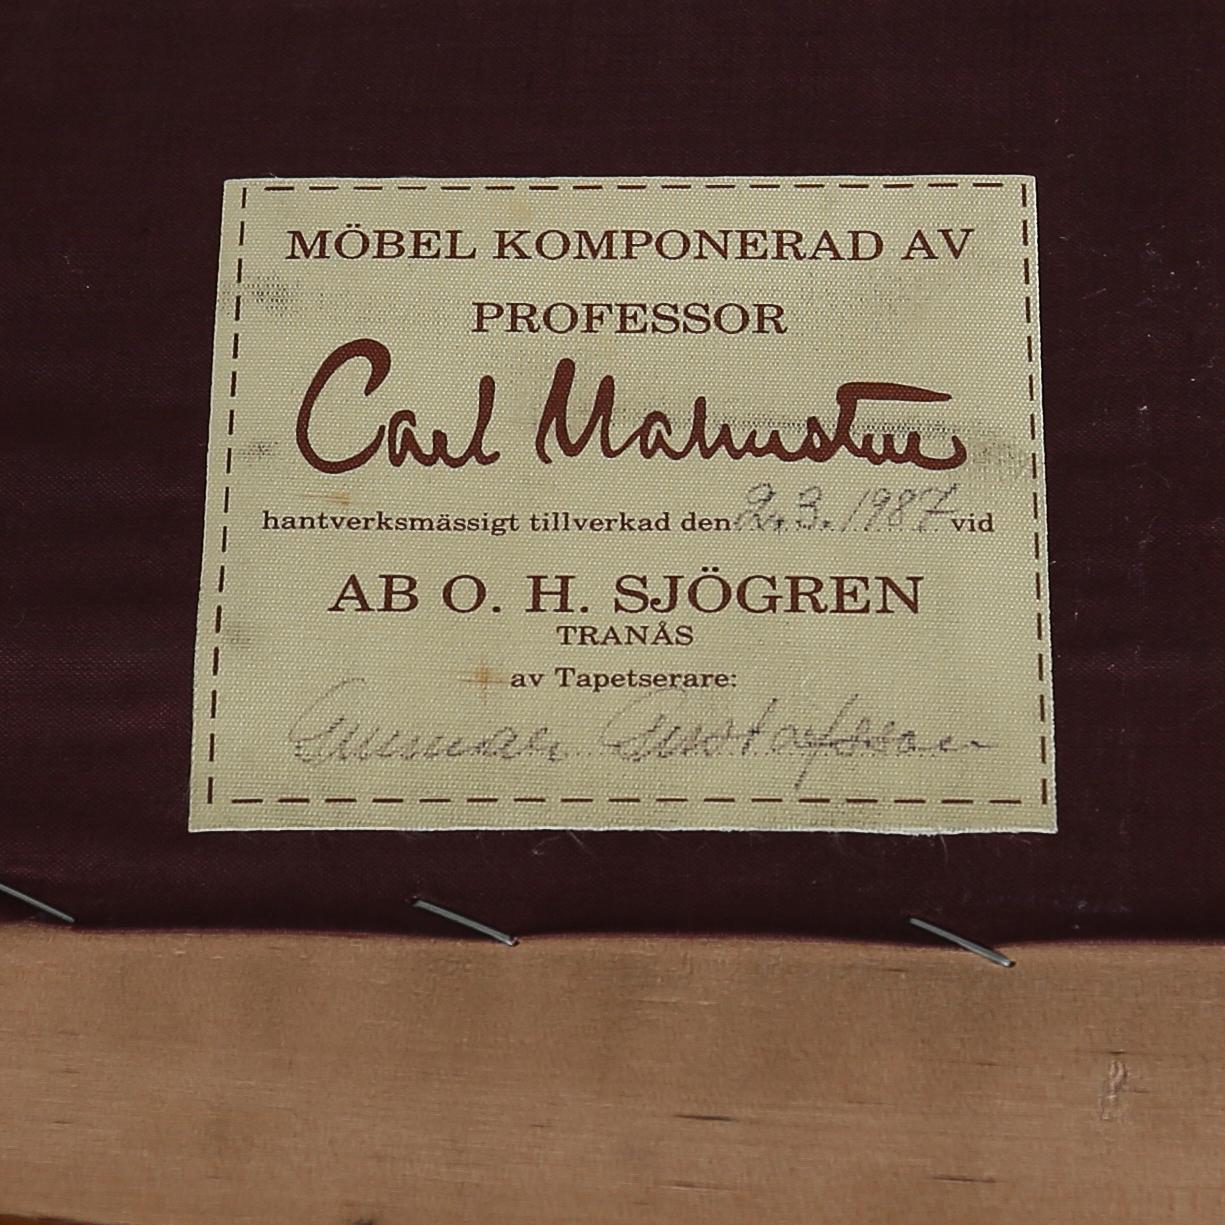 MÖBEL KOMPONERAD AV
PROFESSOR
Carl Malmsten
hantverksmässigt tillverkad den 2.3.1987 vid
AB O. H. SJÖGREN
TRANÅS
av Tapetserare:
Gunnar Gustafsson